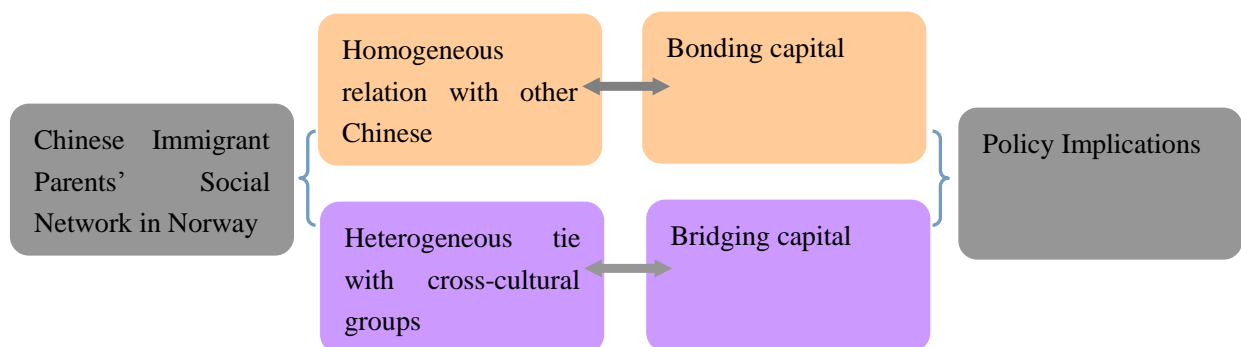 Chinese Immigrant
Parents’ Social
Network in Norway
Homogeneous
relation with other
Chinese
Bonding capital
Heterogeneous tie
with cross-cultural
groups
Bridging capital
Policy Implications